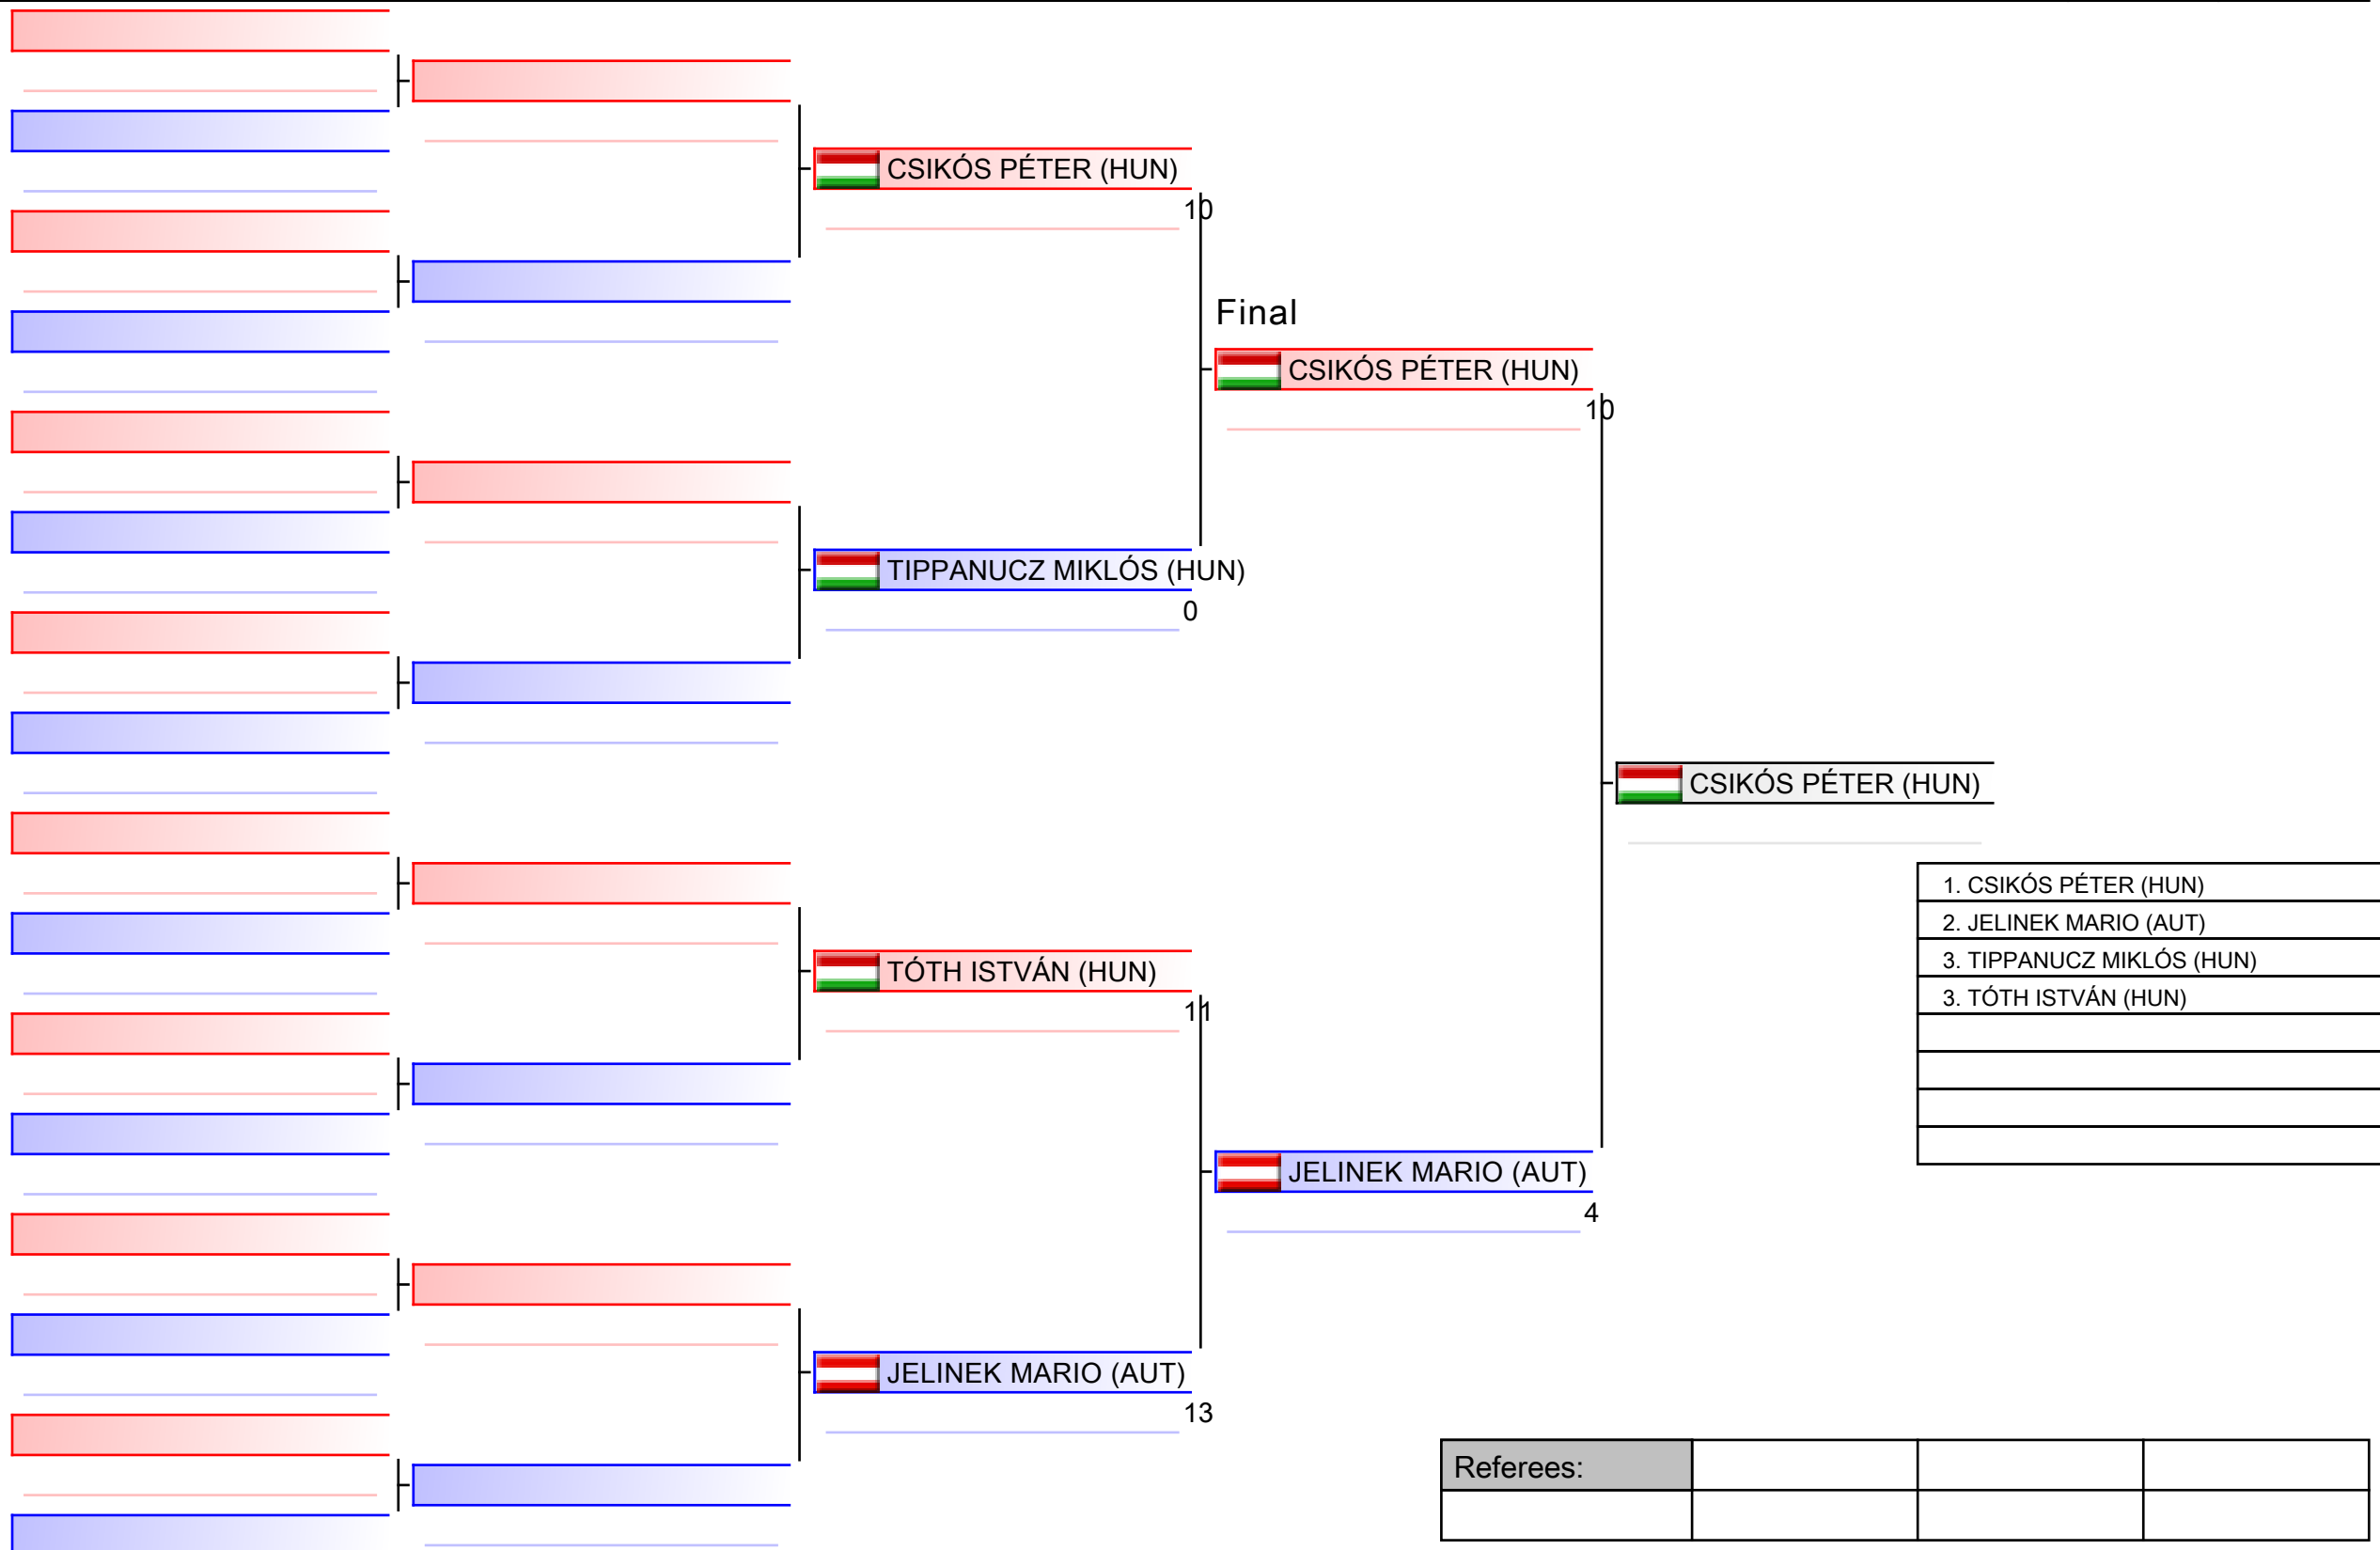 CSIKÓS PÉTER (HUN)
10
Final
CSIKÓS PÉTER (HUN)
10
TIPPANUCZ MIKLÓS (HUN)
0
CSIKÓS PÉTER (HUN)
1. CSIKÓS PÉTER (HUN)
2. JELINEK MARIO (AUT)
3. TIPPANUCZ MIKLÓS (HUN)
3. TÓTH ISTVÁN (HUN)
TÓTH ISTVÁN (HUN)
11
JELINEK MARIO (AUT)
4
JELINEK MARIO (AUT)
13
Referees: